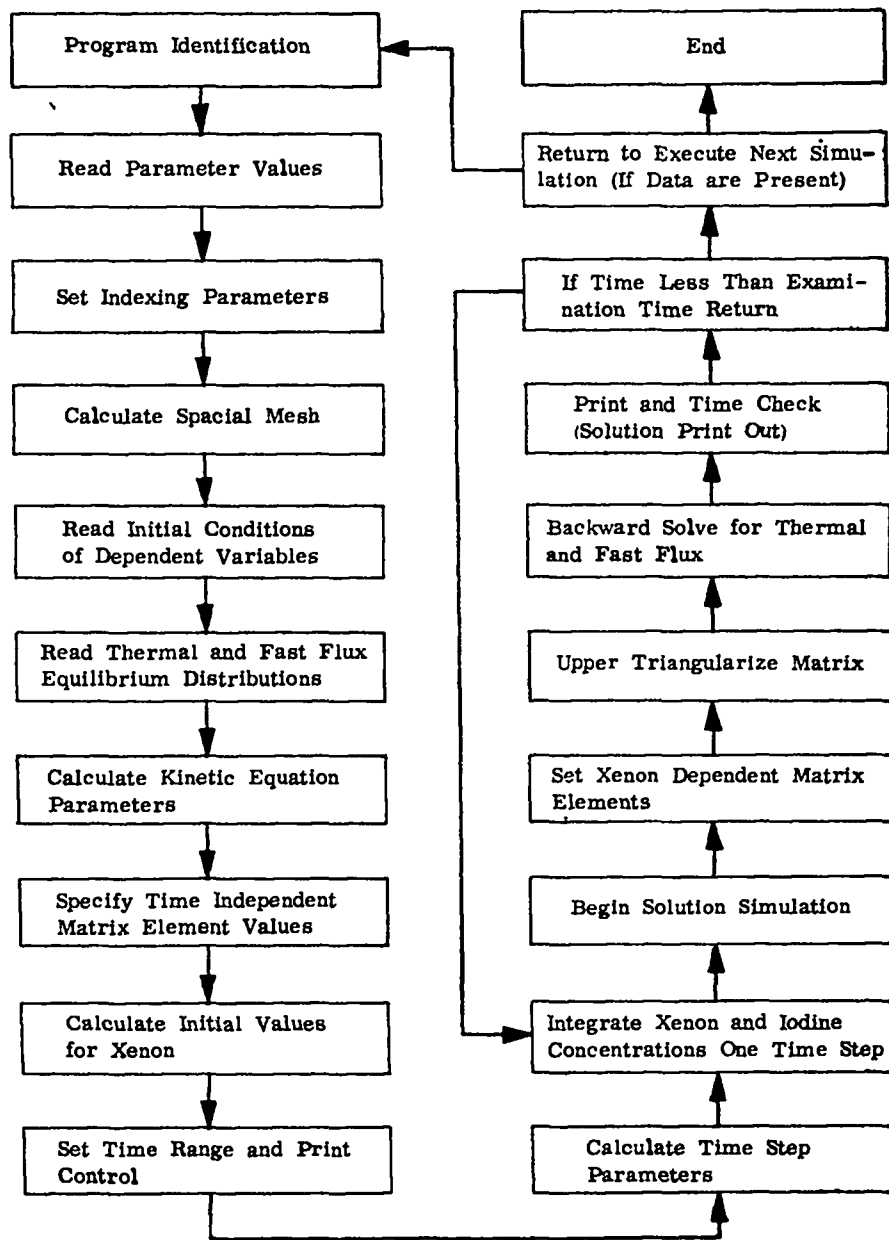 Program Identification
Read Parameter Values
Set Indexing Parameters
Calculate Spacial Mesh
Read Initial Conditions
of Dependent Variables
Read Thermal and Fast Flux
Equilibrium Distributions
Calculate Kinetic Equation
Parameters
Specify Time Independent
Matrix Element Values
Calculate Initial Values
for Xenon
Set Time Range and Print
Control
End
Return to Execute Next Simu-
lation (If Data are Present)
If Time Less Than Exami-
nation Time Return
Print and Time Check
(Solution Print Out)
Backward Solve for Thermal
and Fast Flux
Upper Triangularize Matrix
Set Xenon Dependent Matrix
Elements
Begin Solution Simulation
Integrate Xenon and Iodine
Concentrations One Time Step
Calculate Time Step
Parameters